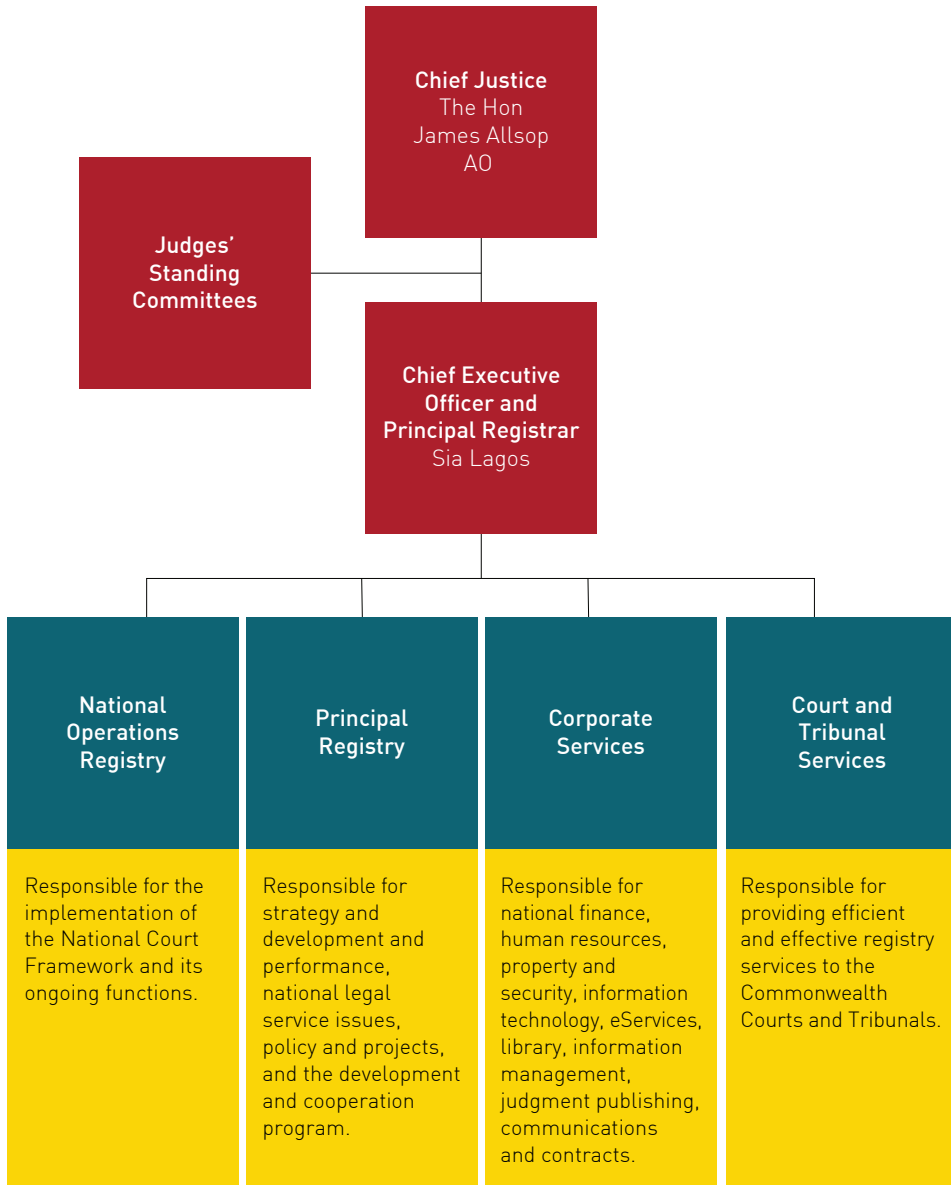 Chief Justice
The Hon
James Allsop
AO
Judges’
Standing
Committees
Chief Executive
Officer and
Principal Registrar
Sia Lagos
National
Operations
Registry
Principal
Registry
Corporate
Services
Court and
Tribunal
Services
Responsible for the
implementation of
the National Court
Framework and its
ongoing functions.
Responsible for
strategy and
development and
performance,
national legal
service issues,
policy and projects,
and the development
and cooperation
program.
Responsible for
national finance,
human resources,
property and
security, information
technology, eServices,
library, information
management,
judgment publishing,
communications
and contracts.
Responsible for
providing efficient
and effective registry
services to the
Commonwealth
Courts and Tribunals.